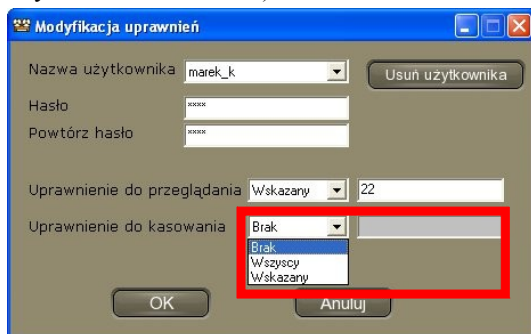 Modyfikacja uprawnień
Nazwa użytkownika marek_k Usuń użytkownika
Hasło ****
Powtórz hasło ****
Uprawnienie do przeglądania Wskazany 22
Uprawnienie do kasowania Brak
Brak
Wszyscy
Wskazany
OK Anuluj